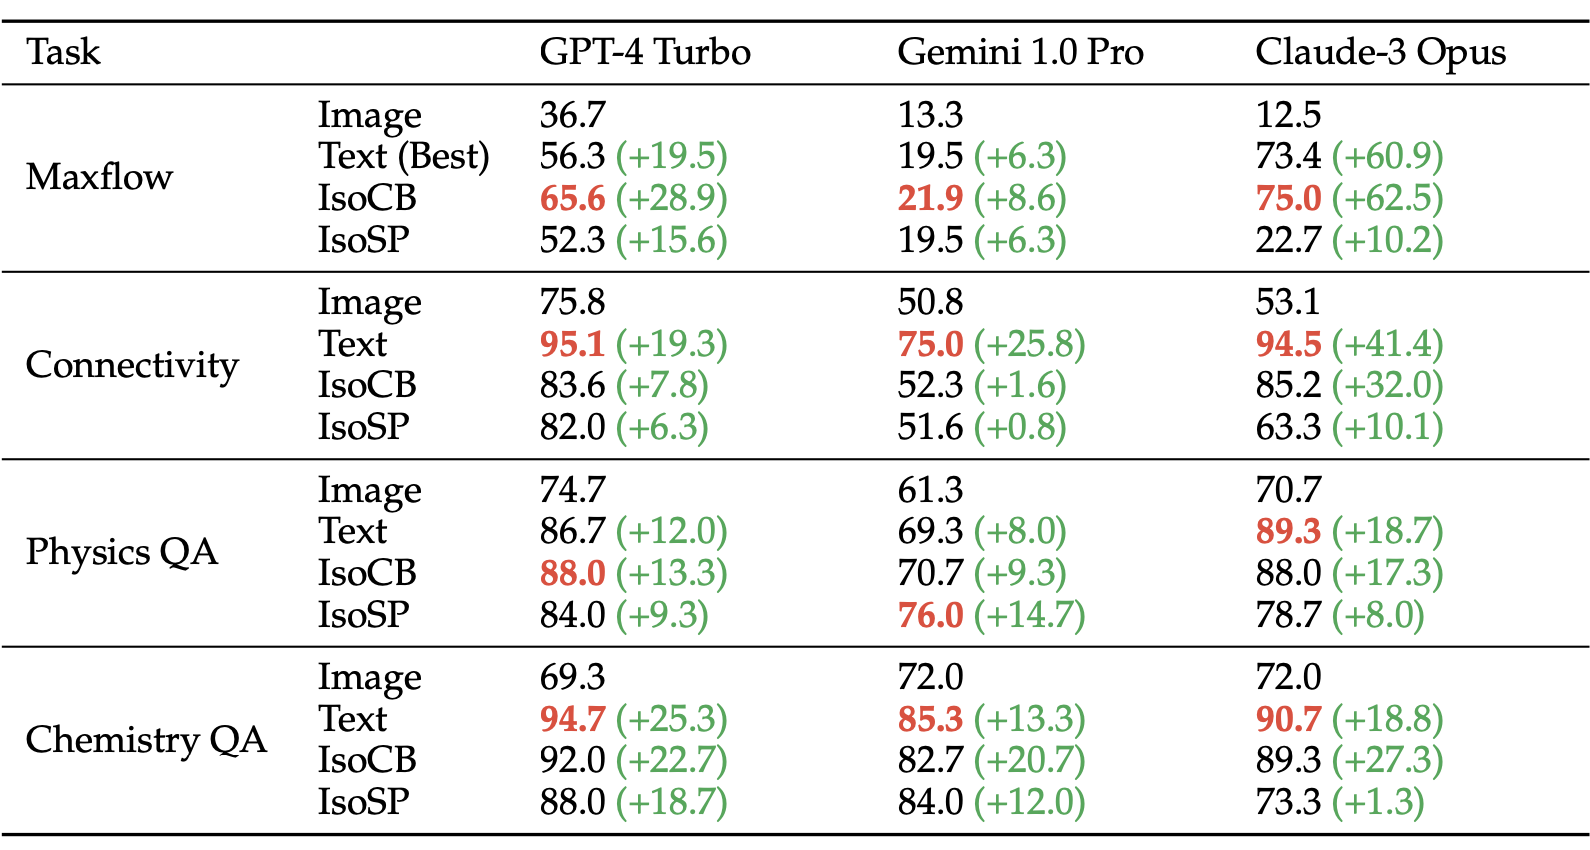 Task GPT-4 Turbo Gemini 1.0 Pro Claude-3 Opus
Maxflow
Image 36.7 13.3 12.5
Text (Best) 56.3 (+19.5) 19.5 (+6.3) 73.4 (+60.9)
IsoCB 65.6 (+28.9) 21.9 (+8.6) 75.0 (+62.5)
IsoSP 52.3 (+15.6) 19.5 (+6.3) 22.7 (+10.2)
Connectivity
Image 75.8 50.8 53.1
Text 95.1 (+19.3) 75.0 (+25.8) 94.5 (+41.4)
IsoCB 83.6 (+7.8) 52.3 (+1.6) 85.2 (+32.0)
IsoSP 82.0 (+6.3) 51.6 (+0.8) 63.3 (+10.1)
Physics QA
Image 74.7 61.3 70.7
Text 86.7 (+12.0) 69.3 (+8.0) 89.3 (+18.7)
IsoCB 88.0 (+13.3) 70.7 (+9.3) 88.0 (+17.3)
IsoSP 84.0 (+9.3) 76.0 (+14.7) 78.7 (+8.0)
Chemistry QA
Image 69.3 72.0 72.0
Text 94.7 (+25.3) 85.3 (+13.3) 90.7 (+18.8)
IsoCB 92.0 (+22.7) 82.7 (+20.7) 89.3 (+27.3)
IsoSP 88.0 (+18.7) 84.0 (+12.0) 73.3 (+1.3)